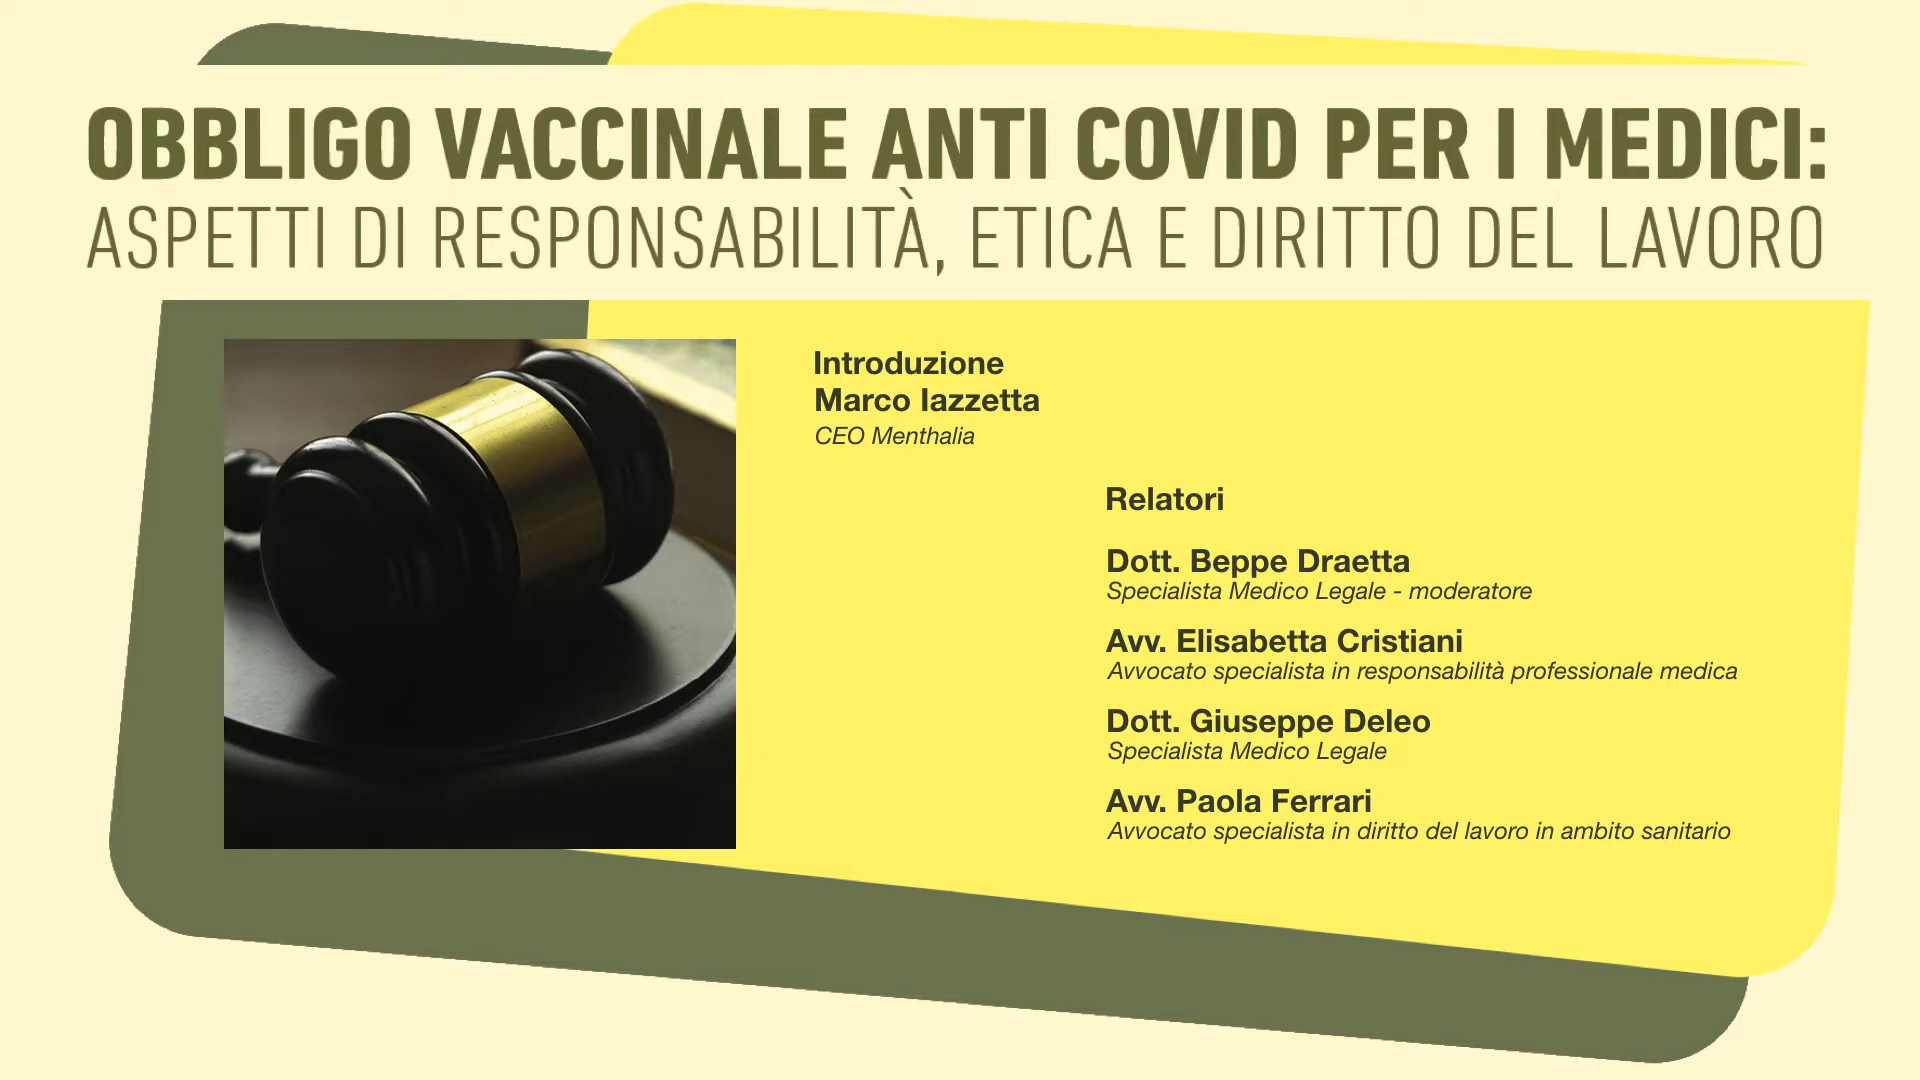 OBBLIGO VACCINALE ANTI COVID PER I MEDICI:
ASPETTI DI RESPONSABILITÀ, ETICA E DIRITTO DEL LAVORO
Introduzione
Marco Iazzetta
CEO Menthalia
Relatori
Dott. Beppe Draetta
Specialista Medico Legale - moderatore
Avv. Elisabetta Cristiani
Avvocato specialista in responsabilità professionale medica
Dott. Giuseppe Deleo
Specialista Medico Legale
Avv. Paola Ferrari
Avvocato specialista in diritto del lavoro in ambito sanitario